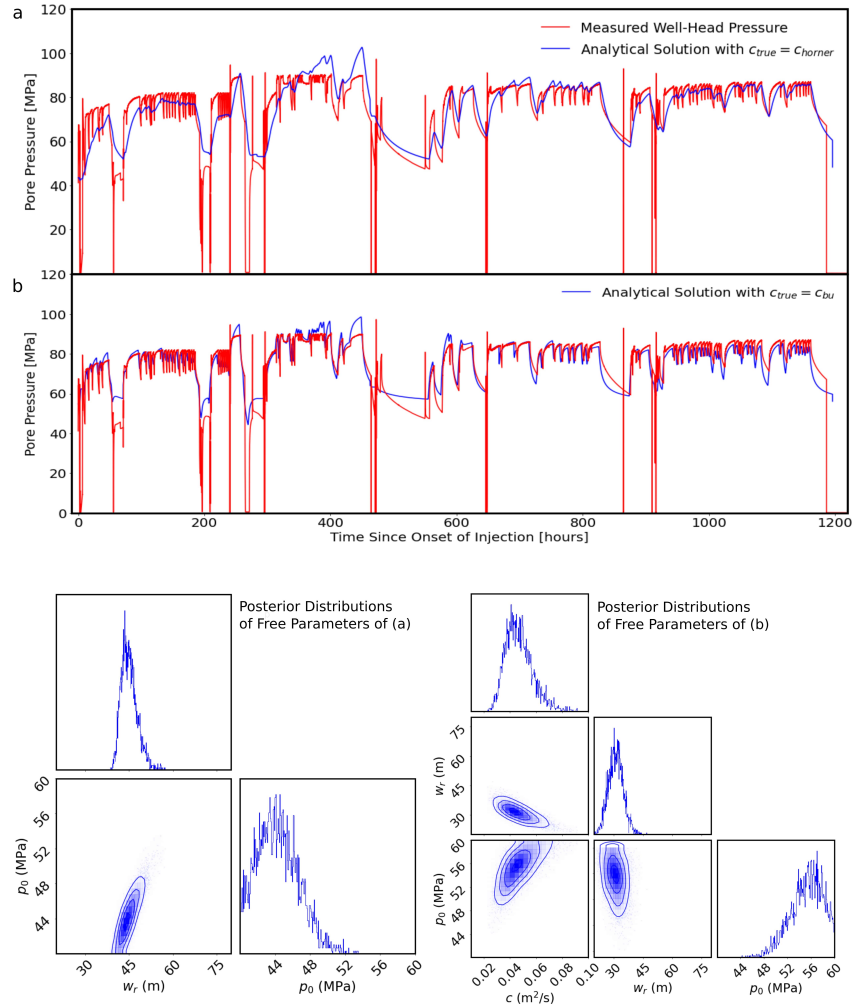 a
120
100
80
60
40
20
120
Pore Pressure [MPa]
Measured Well-Head Pressure
Analytical Solution with c_true = c_horner
b
100
80
60
40
20
0
Pore Pressure [MPa]
Analytical Solution with c_true = c_bu
0
200
400
600
800
1000
1200
Time Since Onset of Injection [hours]
Posterior Distributions
of Free Parameters of (a)
60
56
52
48
44
p_0 (MPa)
30
45
60
75
w_r (m)
44
48
52
56
60
p_0 (MPa)
Posterior Distributions
of Free Parameters of (b)
75
60
45
30
w_r (m)
60
56
52
48
44
p_0 (MPa)
0.02
0.04
0.06
0.08
0.10
c (m²/s)
30
45
60
75
w_r (m)
44
48
52
56
60
p_0 (MPa)